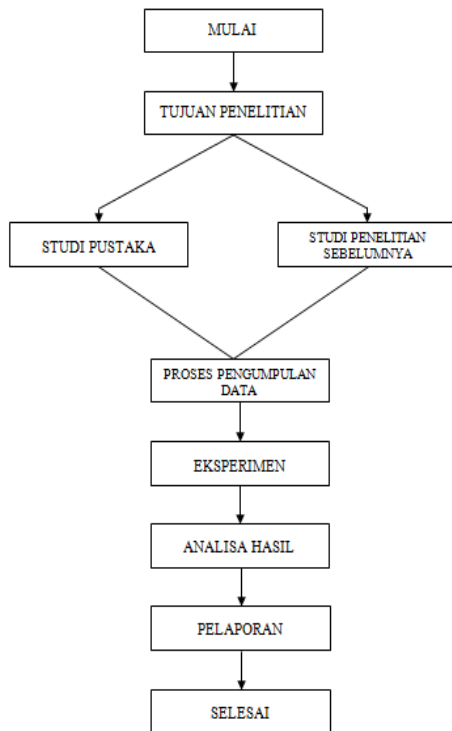 MULAI
TUJUAN PENELITIAN
STUDI PUSTAKA
STUDI PENELITIAN
SEBELUMNYA
PROSES PENGUMPULAN
DATA
EKSPERIMEN
ANALISA HASIL
PELAPORAN
SELESAI